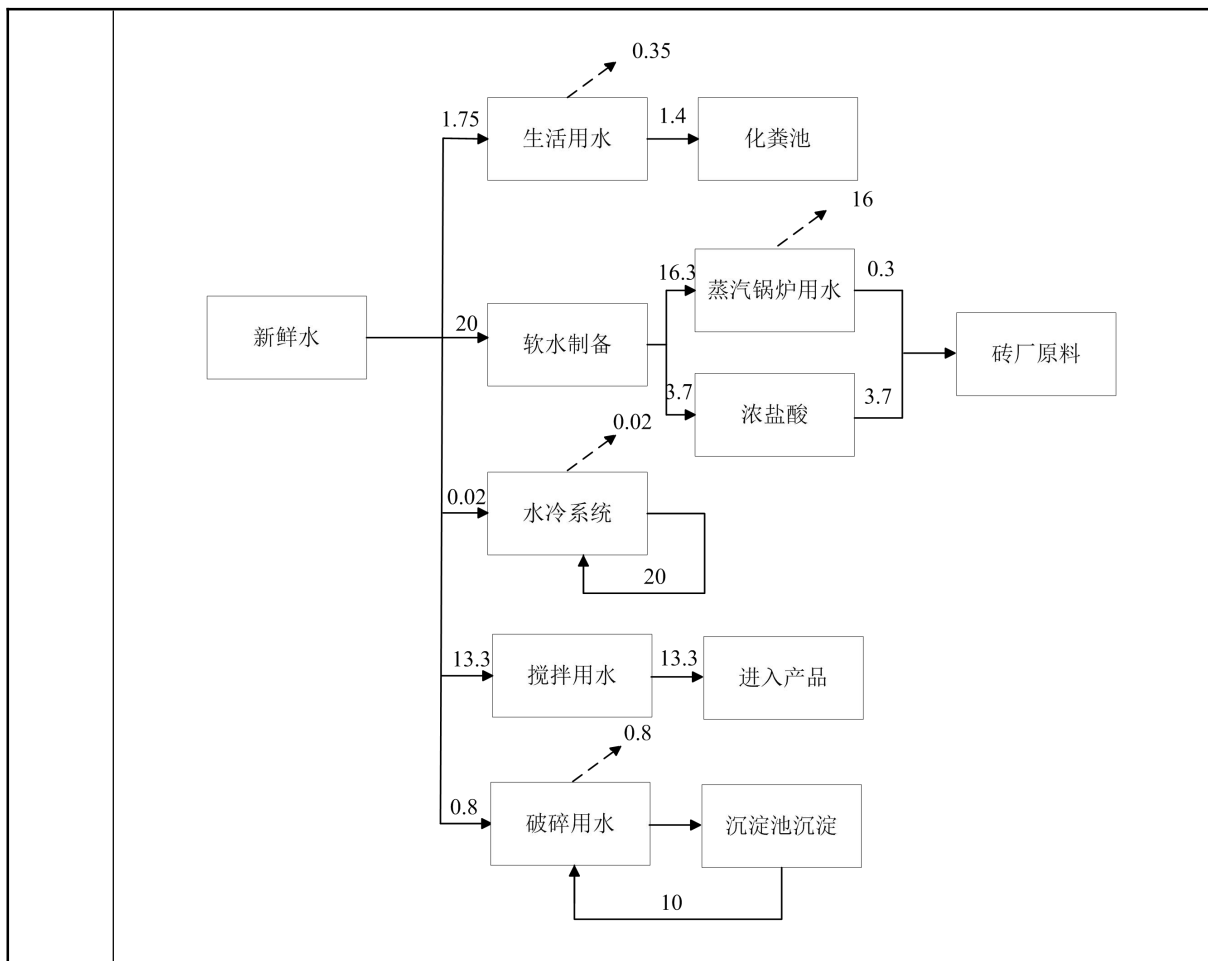 0.35
1.75
生活用水
1.4
化粪池
16
16.3
蒸汽锅炉用水
0.3
新鲜水
20
软水制备
砖厂原料
3.7
浓盐酸
3.7
0.02
0.02
水冷系统
20
13.3
搅拌用水
13.3
进入产品
0.8
0.8
破碎用水
沉淀池沉淀
10